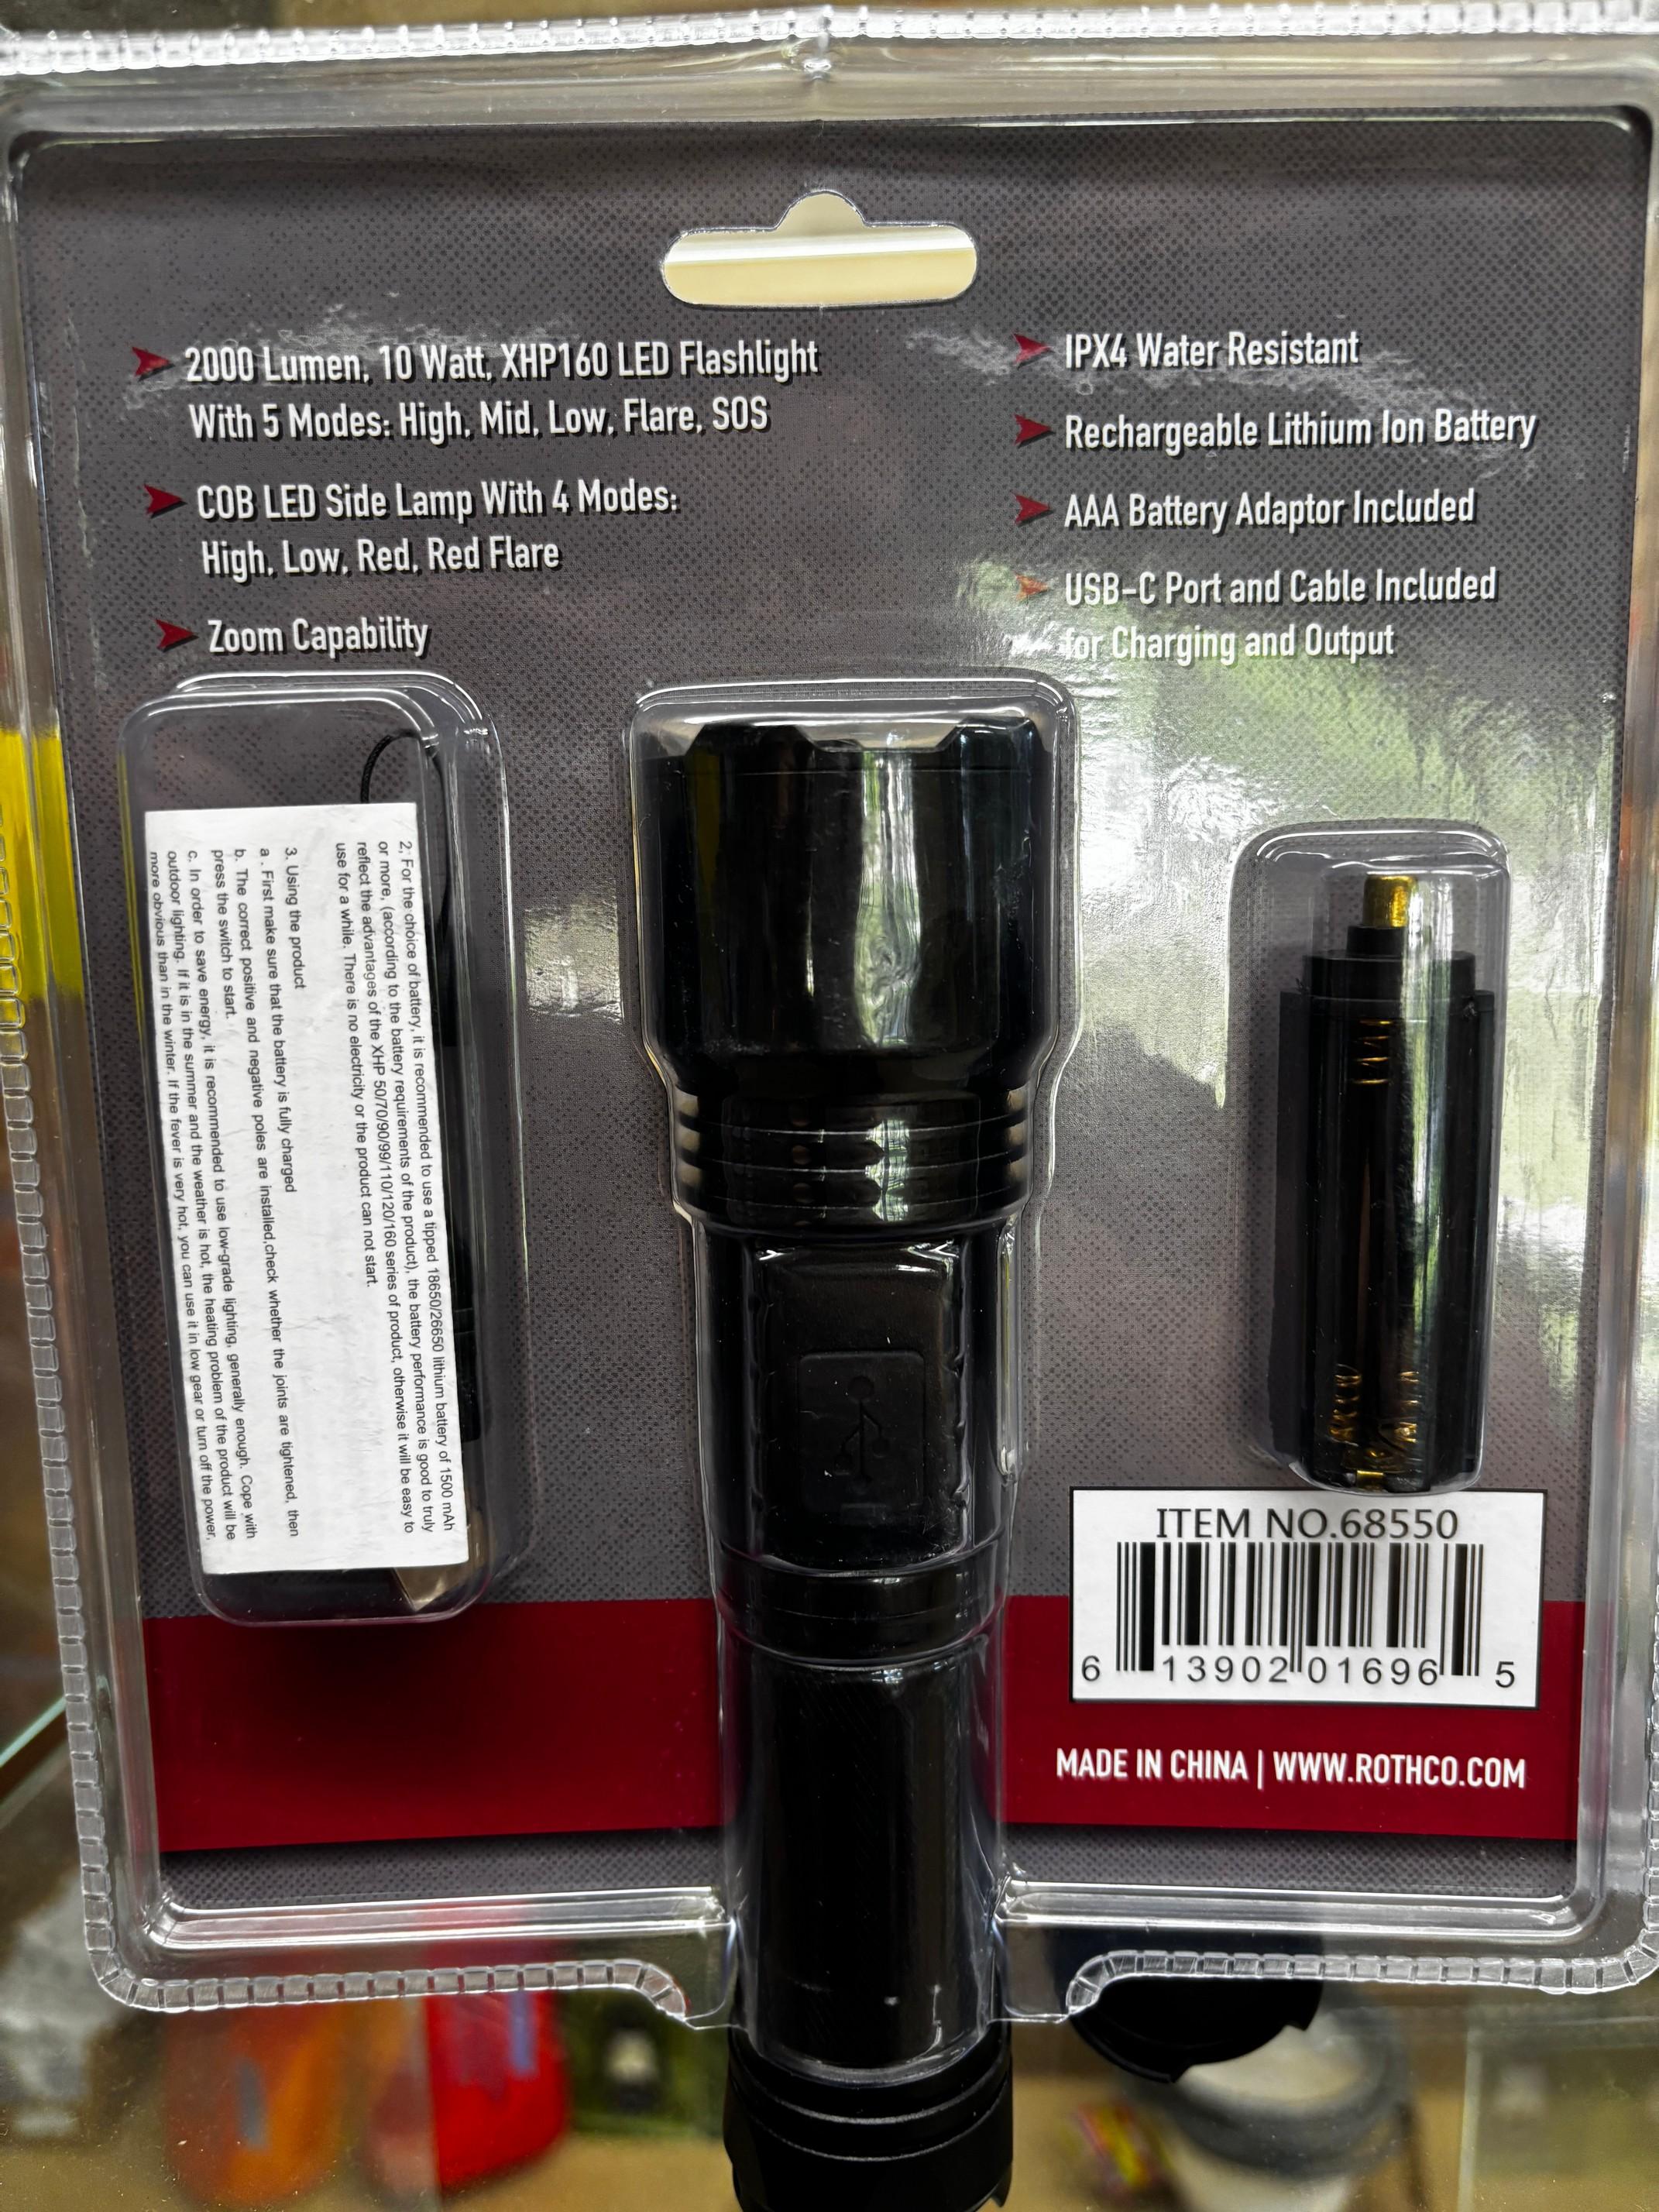 2000 Lumen, 10 Watt, XHP160 LED Flashlight
With 5 Modes: High, Mid, Low, Flare, SOS
COB LED Side Lamp With 4 Modes:
High, Low, Red, Red Flare
Zoom Capability
IPX4 Water Resistant
Rechargeable Lithium Ion Battery
AAA Battery Adaptor Included
USB-C Port and Cable Included
for Charging and Output
2, For the choice of battery, it is recommended to use a tipped 18650/26650 lithium battery of 1500 mAh
or more, (according to the battery requirements of the product), the battery performance is good to truly
reflect the advantages of the XHP 50/70/90/99/110/120/160 series of product, otherwise it will be easy to
use for a while. There is no electricity or the product can not start.
3. Using the product
a . First make sure that the battery is fully charged
b. The correct positive and negative poles are installed,check whether the joints are tightened, then
press the switch to start.
c. In order to save energy, it is recommended to use low-grade lighting, generally enough. Cope with
outdoor lighting. If it is in the summer and the weather is hot, the heating problem of the product will be
more obvious than in the winter. If the fever is very hot, you can use it in low gear or turn off the power,
ITEM NO.68550
6 13902 01696 5
MADE IN CHINA | WWW.ROTHCO.COM